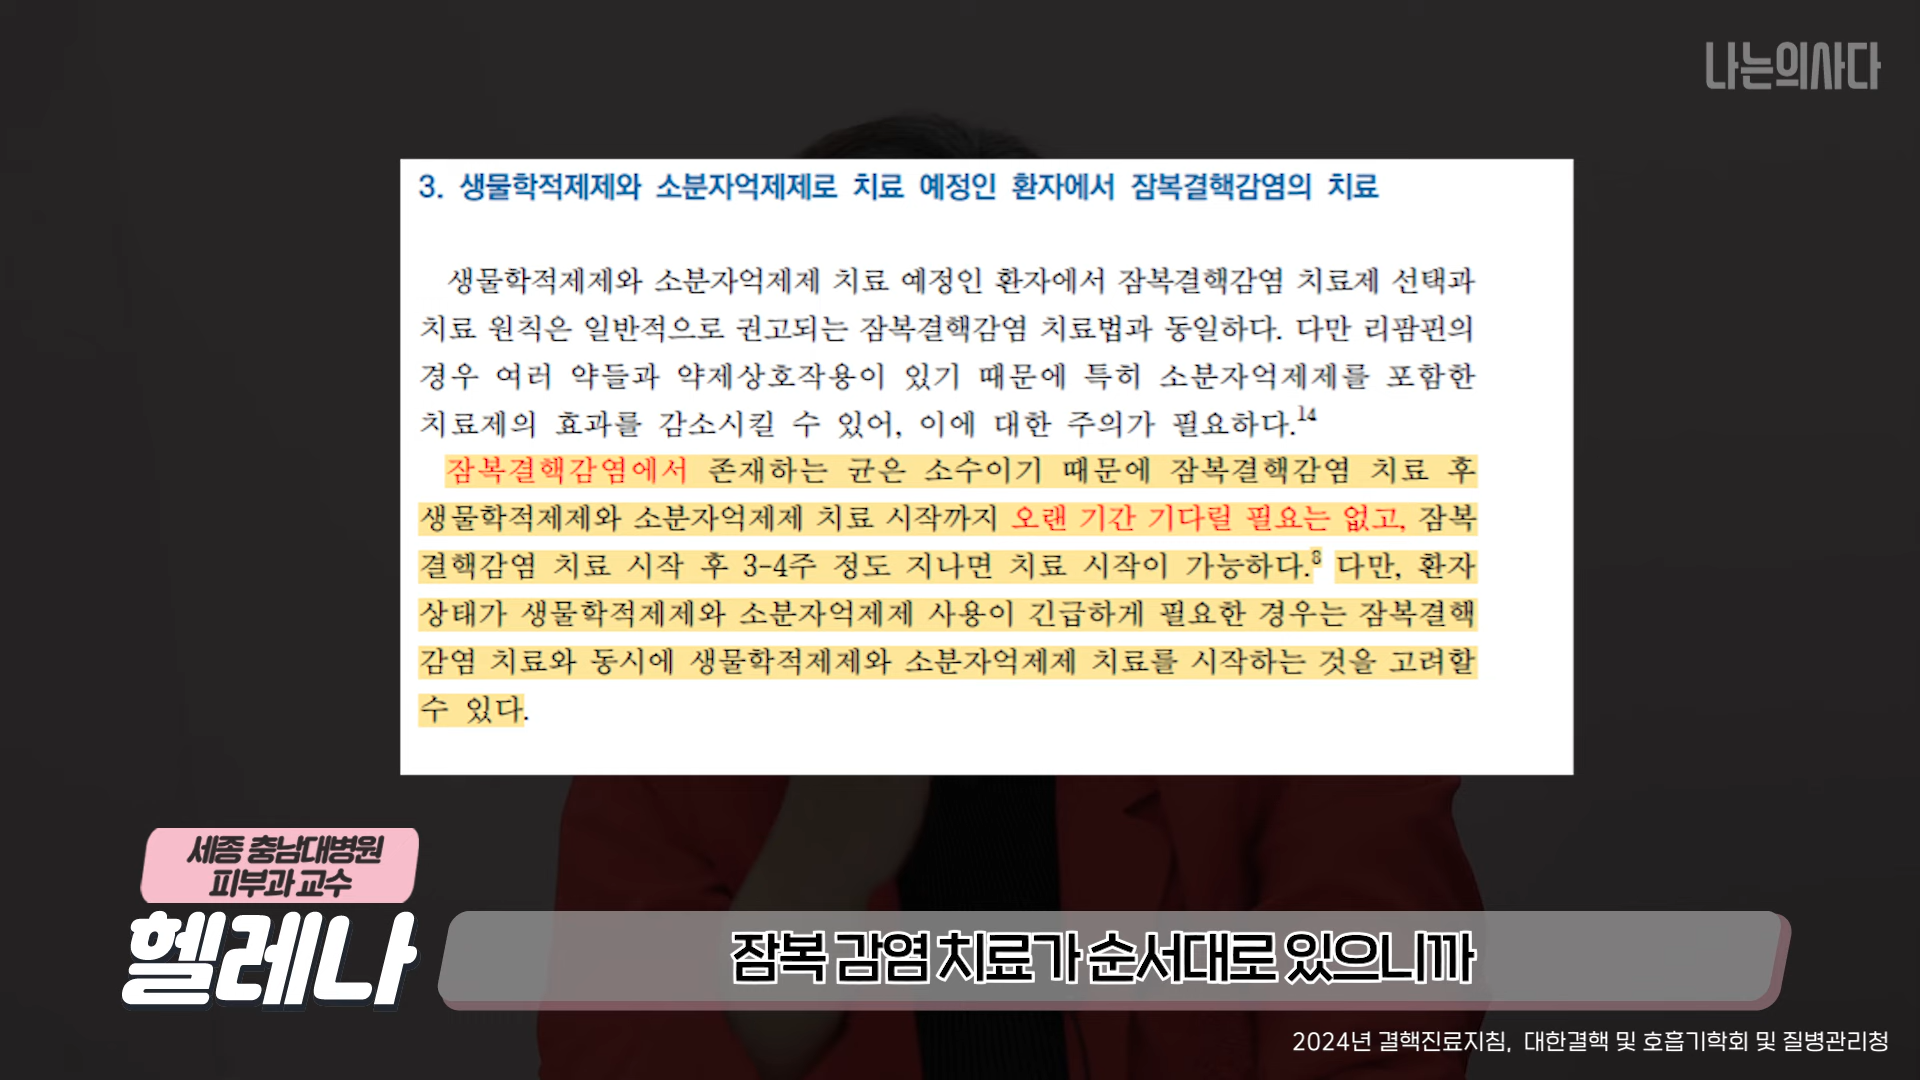 나는의사다
3. 생물학적제제와 소분자억제제로 치료 예정인 환자에서 잠복결핵감염의 치료
생물학적제제와 소분자억제제 치료 예정인 환자에서 잠복결핵감염 치료제 선택과
치료 원칙은 일반적으로 권고되는 잠복결핵감염 치료법과 동일하다. 다만 리팜핀의
경우 여러 약들과 약제상호작용이 있기 때문에 특히 소분자억제제를 포함한
치료제의 효과를 감소시킬 수 있어, 이에 대한 주의가 필요하다.14
잠복결핵감염에서 존재하는 균은 소수이기 때문에 잠복결핵감염 치료 후
생물학적제제와 소분자억제제 치료 시작까지 오랜 기간 기다릴 필요는 없고, 잠복
결핵감염 치료 시작 후 3-4주 정도 지나면 치료 시작이 가능하다.8 다만, 환자
상태가 생물학적제제와 소분자억제제 사용이 긴급하게 필요한 경우는 잠복결핵
감염 치료와 동시에 생물학적제제와 소분자억제제 치료를 시작하는 것을 고려할
수 있다.
세종 충남대병원
피부과 교수
헬레나
잠복 감염 치료가 순서대로 있으니까
2024년 결핵진료지침, 대한결핵 및 호흡기학회 및 질병관리청